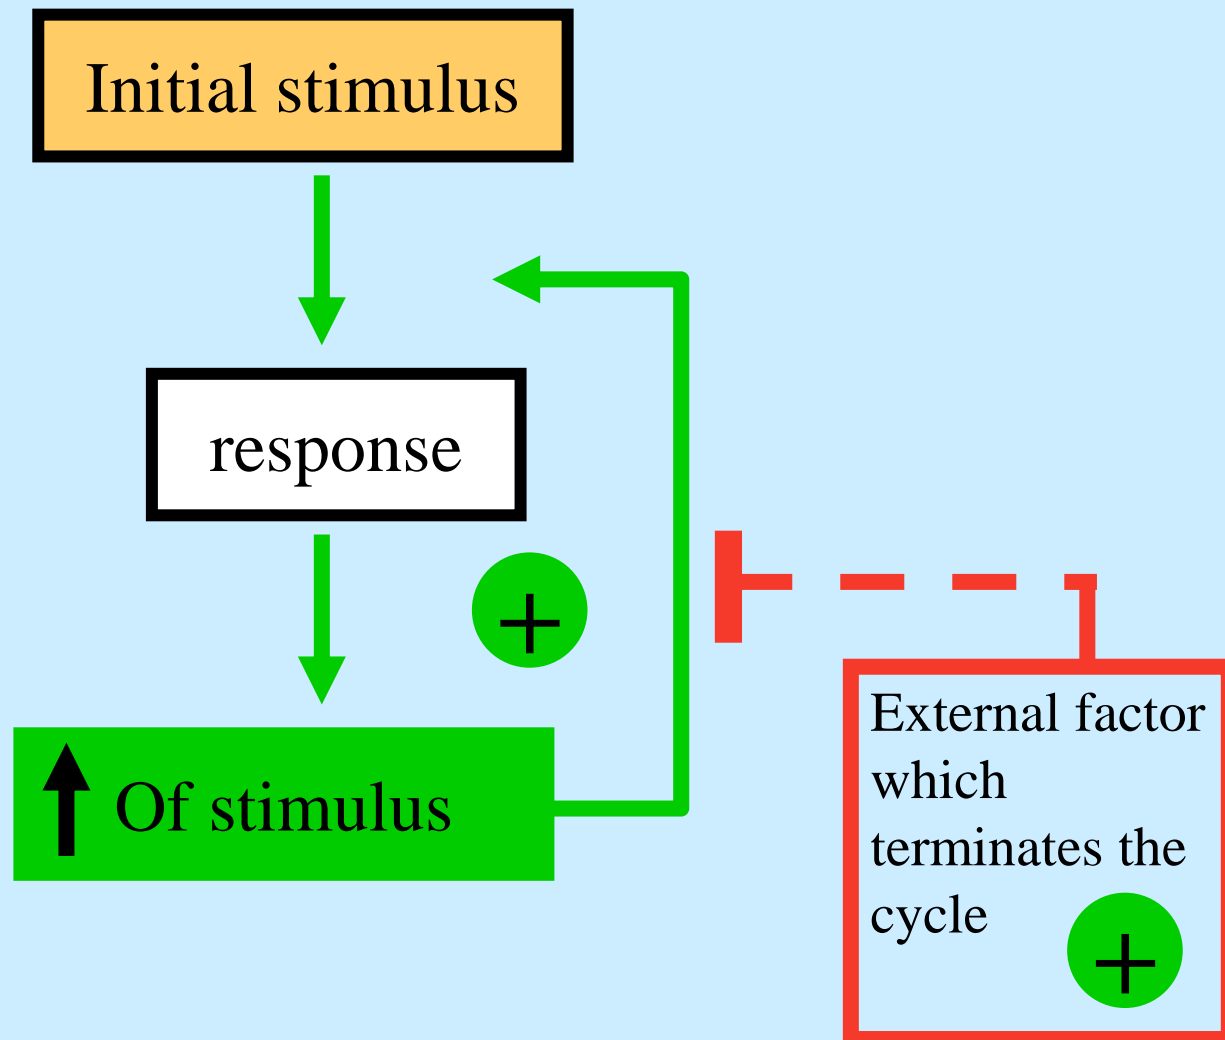 Initial stimulus
response
+
Of stimulus
External factor
which
terminates the
cycle
+